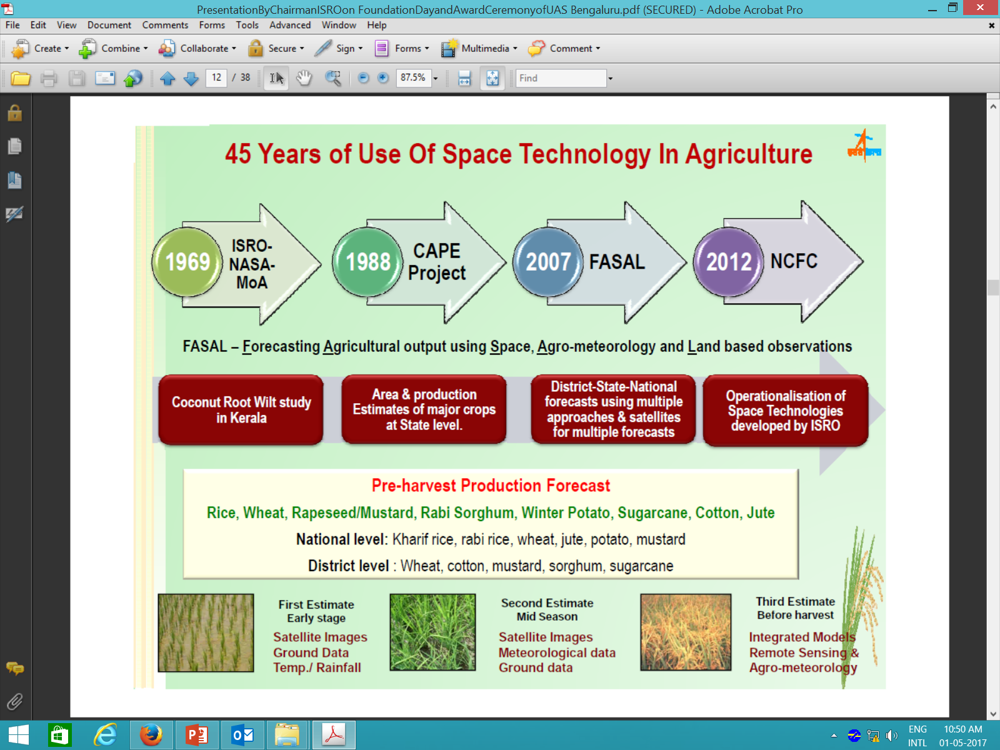 PresentationByChairmanISROon FoundationDayandAwardCeremonyofUAS Bengaluru.pdf (SECURED) - Adobe Acrobat Pro
File Edit View Document Comments Forms Tools Advanced Window Help
Create Combine Collaborate Secure Sign Forms Multimedia Comment
12 / 38 87.5% Find
45 Years of Use Of Space Technology In Agriculture
1969
ISRO-
NASA-
MoA
1988
CAPE
Project
2007
FASAL
2012
NCFC
FASAL – Forecasting Agricultural output using Space, Agro-meteorology and Land based observations
Coconut Root Wilt study
in Kerala
Area & production
Estimates of major crops
at State level.
District-State-National
forecasts using multiple
approaches & satellites
for multiple forecasts
Operationalisation of
Space Technologies
developed by ISRO
Pre-harvest Production Forecast
Rice, Wheat, Rapeseed/Mustard, Rabi Sorghum, Winter Potato, Sugarcane, Cotton, Jute
National level: Kharif rice, rabi rice, wheat, jute, potato, mustard
District level : Wheat, cotton, mustard, sorghum, sugarcane
First Estimate
Early stage
Satellite Images
Ground Data
Temp./ Rainfall
Second Estimate
Mid Season
Satellite Images
Meteorological data
Ground data
Third Estimate
Before harvest
Integrated Models
Remote Sensing &
Agro-meteorology
ENG
INTL
10:50 AM
01-05-2017